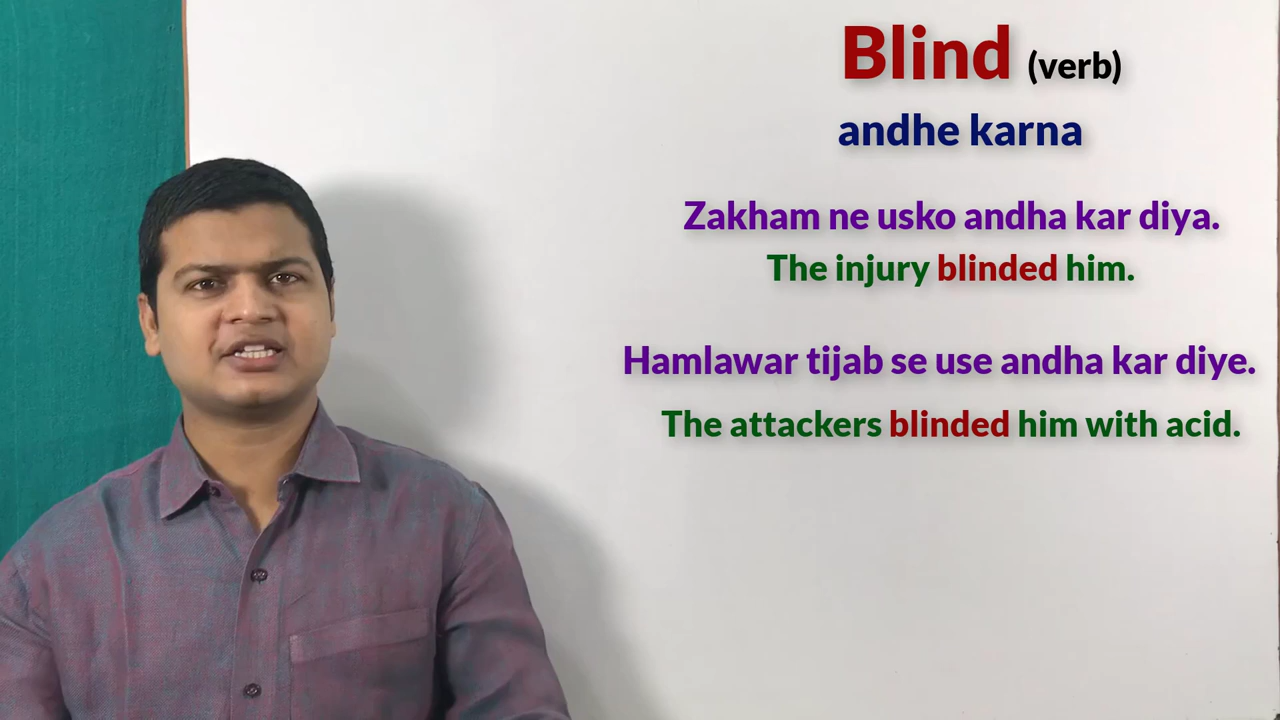 Blind (verb)
andhe karna
Zakham ne usko andha kar diya.
The injury blinded him.
Hamlawar tijab se use andha kar diye.
The attackers blinded him with acid.